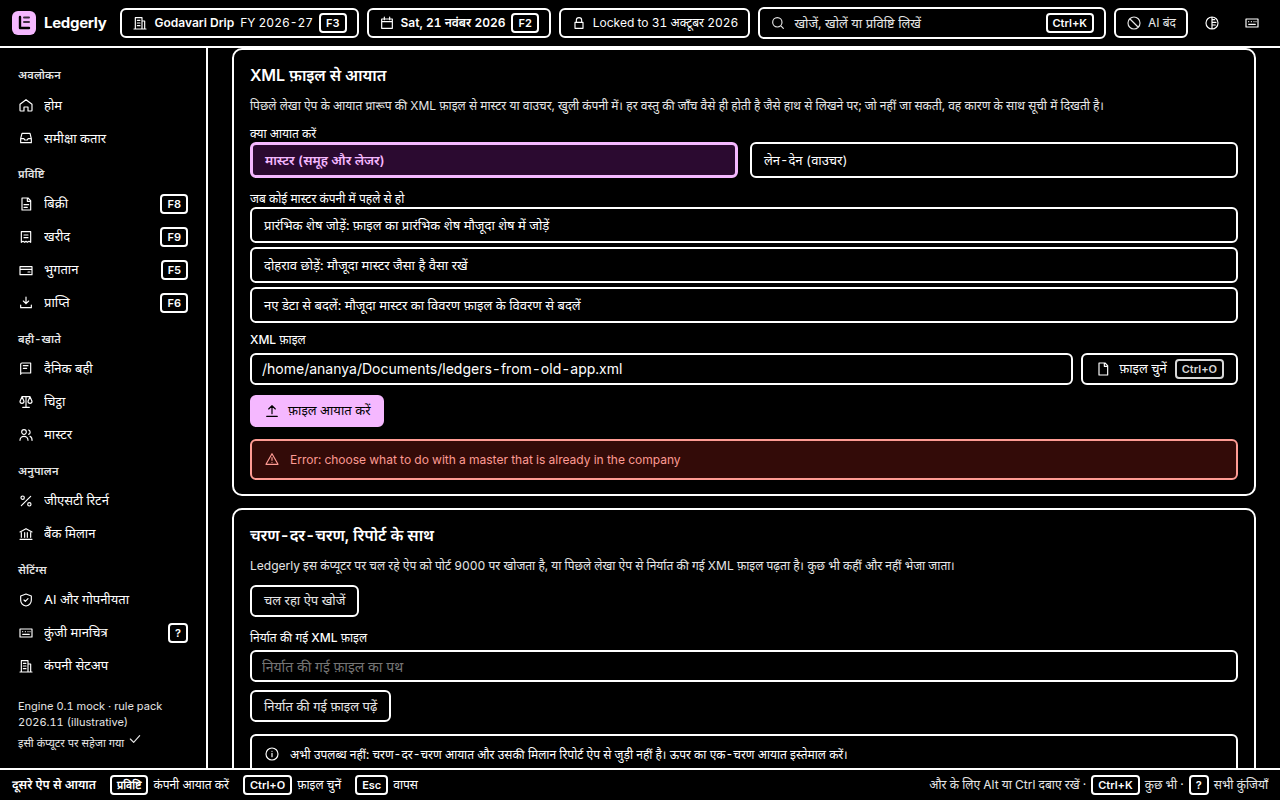 Ledgerly
Godavari Drip FY 2026-27 F3
Sat, 21 नवंबर 2026 F2
Locked to 31 अक्टूबर 2026
खोजें, खोलें या प्रविष्टि लिखें Ctrl+K
AI बंद
अवलोकन
होम
समीक्षा कतार
प्रविष्टि
बिक्री F8
खरीद F9
भुगतान F5
प्राप्ति F6
बही-खाते
दैनिक बही
चिट्ठा
मास्टर
अनुपालन
जीएसटी रिटर्न
बैंक मिलान
सेटिंग्स
AI और गोपनीयता
कुंजी मानचित्र ?
कंपनी सेटअप
Engine 0.1 mock · rule pack
2026.11 (illustrative)
इसी कंप्यूटर पर सहेजा गया
XML फ़ाइल से आयात
पिछले लेखा ऐप के आयात प्रारूप की XML फ़ाइल से मास्टर या वाउचर, खुली कंपनी में। हर वस्तु की जाँच वैसे ही होती है जैसे हाथ से लिखने पर; जो नहीं जा सकती, वह कारण के साथ सूची में दिखती है।
क्या आयात करें
मास्टर (समूह और लेजर)
लेन-देन (वाउचर)
जब कोई मास्टर कंपनी में पहले से हो
प्रारंभिक शेष जोड़ें: फ़ाइल का प्रारंभिक शेष मौजूदा शेष में जोड़ें
दोहराव छोड़ें: मौजूदा मास्टर जैसा है वैसा रखें
नए डेटा से बदलें: मौजूदा मास्टर का विवरण फ़ाइल के विवरण से बदलें
XML फ़ाइल
/home/ananya/Documents/ledgers-from-old-app.xml
फ़ाइल चुनें Ctrl+O
फ़ाइल आयात करें
Error: choose what to do with a master that is already in the company
चरण-दर-चरण, रिपोर्ट के साथ
Ledgerly इस कंप्यूटर पर चल रहे ऐप को पोर्ट 9000 पर खोजता है, या पिछले लेखा ऐप से निर्यात की गई XML फ़ाइल पढ़ता है। कुछ भी कहीं और नहीं भेजा जाता।
चल रहा ऐप खोजें
निर्यात की गई XML फ़ाइल
निर्यात की गई फ़ाइल का पथ
निर्यात की गई फ़ाइल पढ़ें
अभी उपलब्ध नहीं: चरण-दर-चरण आयात और उसकी मिलान रिपोर्ट ऐप से जुड़ी नहीं है। ऊपर का एक-चरण आयात इस्तेमाल करें।
दूसरे ऐप से आयात प्रविष्टि कंपनी आयात करें Ctrl+O फ़ाइल चुनें Esc वापस
और के लिए Alt या Ctrl दबाए रखें · Ctrl+K कुछ भी · ? सभी कुंजियाँ